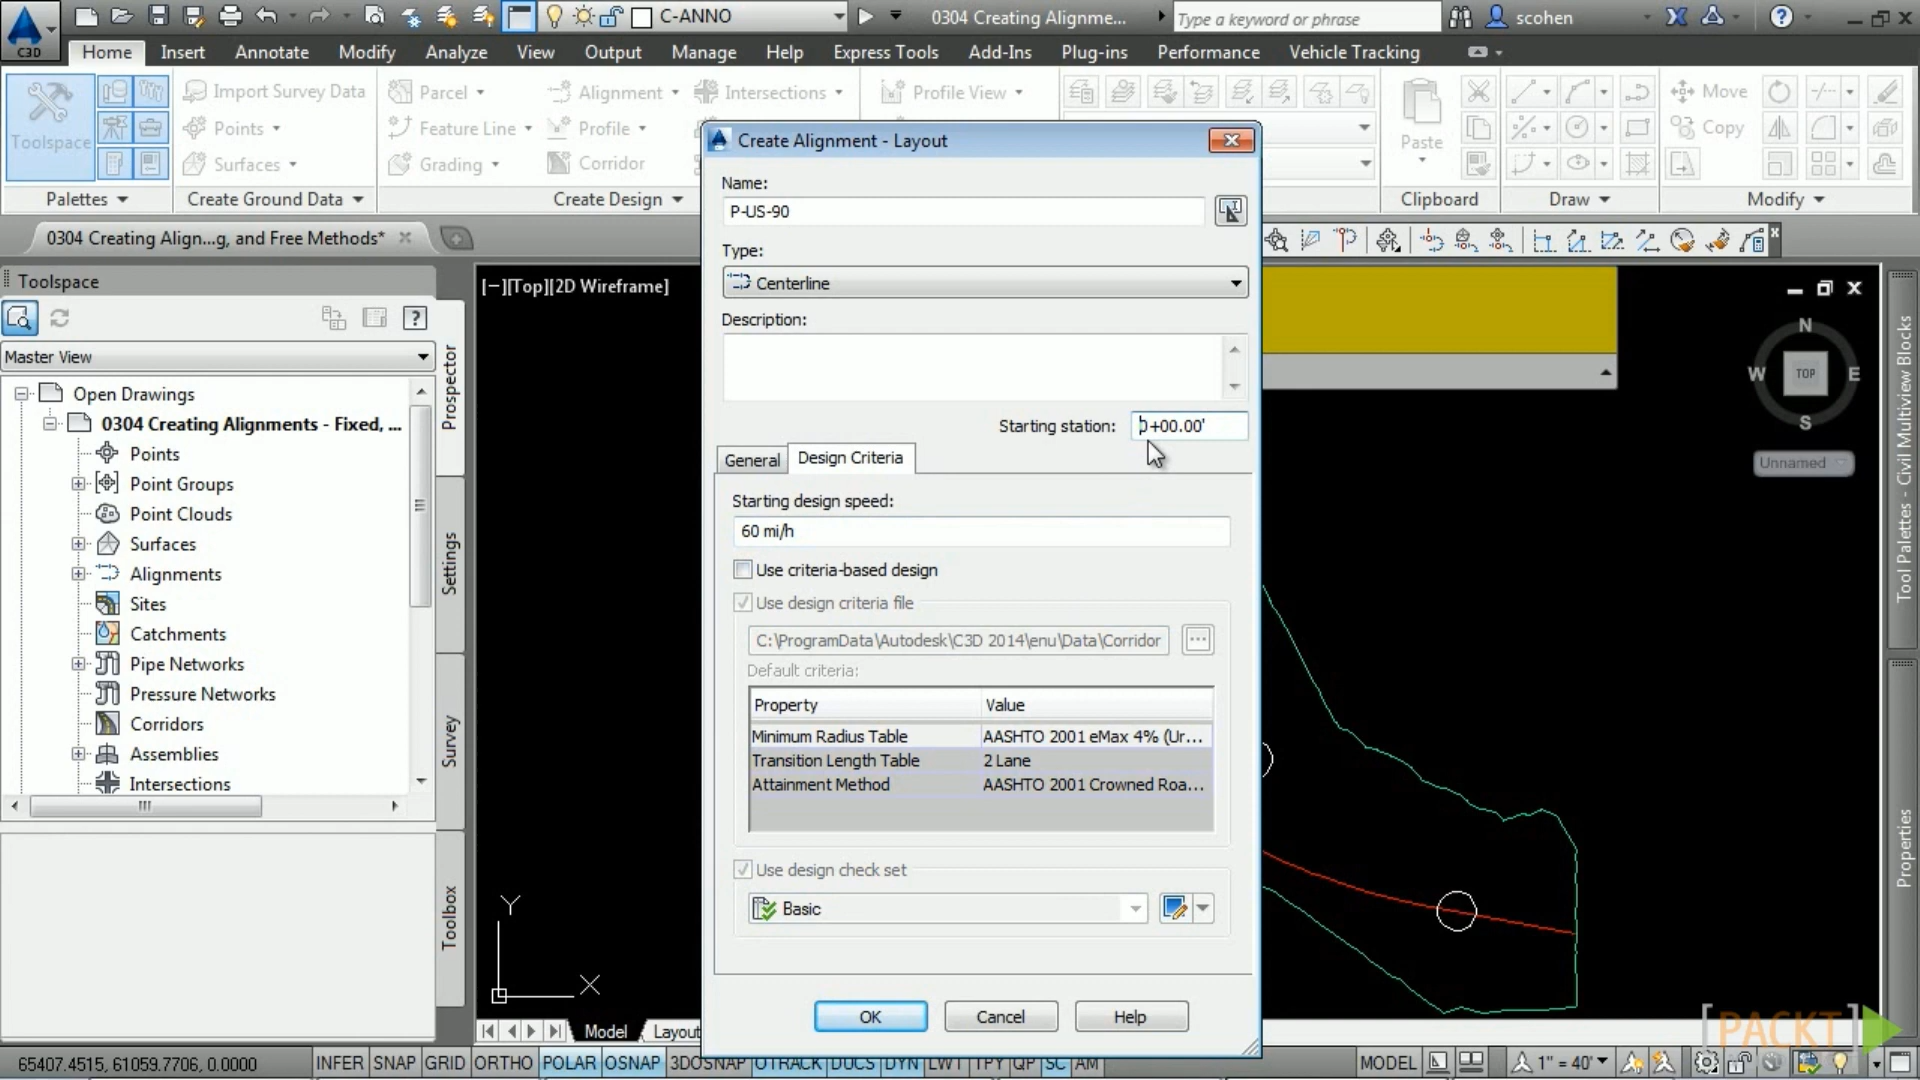 C-ANNO
0304 Creating Alignme...
Type a keyword or phrase
scohen
C3D
Home
Insert
Annotate
Modify
Analyze
View
Output
Manage
Help
Express Tools
Add-Ins
Plug-ins
Performance
Vehicle Tracking
Toolspace
Import Survey Data
Points
Surfaces
Parcel
Feature Line
Grading
Alignment
Profile
Corridor
Intersections
Profile View
Paste
Move
Copy
Palettes
Create Ground Data
Create Design
Clipboard
Draw
Modify
0304 Creating Align...g, and Free Methods*
Toolspace
Master View
Open Drawings
0304 Creating Alignments - Fixed, ...
Points
Point Groups
Point Clouds
Surfaces
Alignments
Sites
Catchments
Pipe Networks
Pressure Networks
Corridors
Assemblies
Intersections
Prospector
Settings
Survey
Toolbox
[−][Top][2D Wireframe]
Create Alignment - Layout
Name:
P-US-90
Type:
Centerline
Description:
Starting station:
0+00.00'
General
Design Criteria
Starting design speed:
60 mi/h
Use criteria-based design
Use design criteria file
C:\ProgramData\Autodesk\C3D 2014\enu\Data\Corridor
Default criteria:
Property Value
Minimum Radius Table AASHTO 2001 eMax 4% (Ur...
Transition Length Table 2 Lane
Attainment Method AASHTO 2001 Crowned Roa...
Use design check set
Basic
OK
Cancel
Help
N
W
TOP
E
S
Unnamed
Tool Palettes - Civil Multiview Blocks
Properties
Y
X
Model
Layout
PACKT
65407.4515, 61059.7706, 0.0000
INFER SNAP GRID ORTHO POLAR OSNAP 3DOSNAP OTRACK DUCS DYN LWT TPY QP SC AM
MODEL
1" = 40'